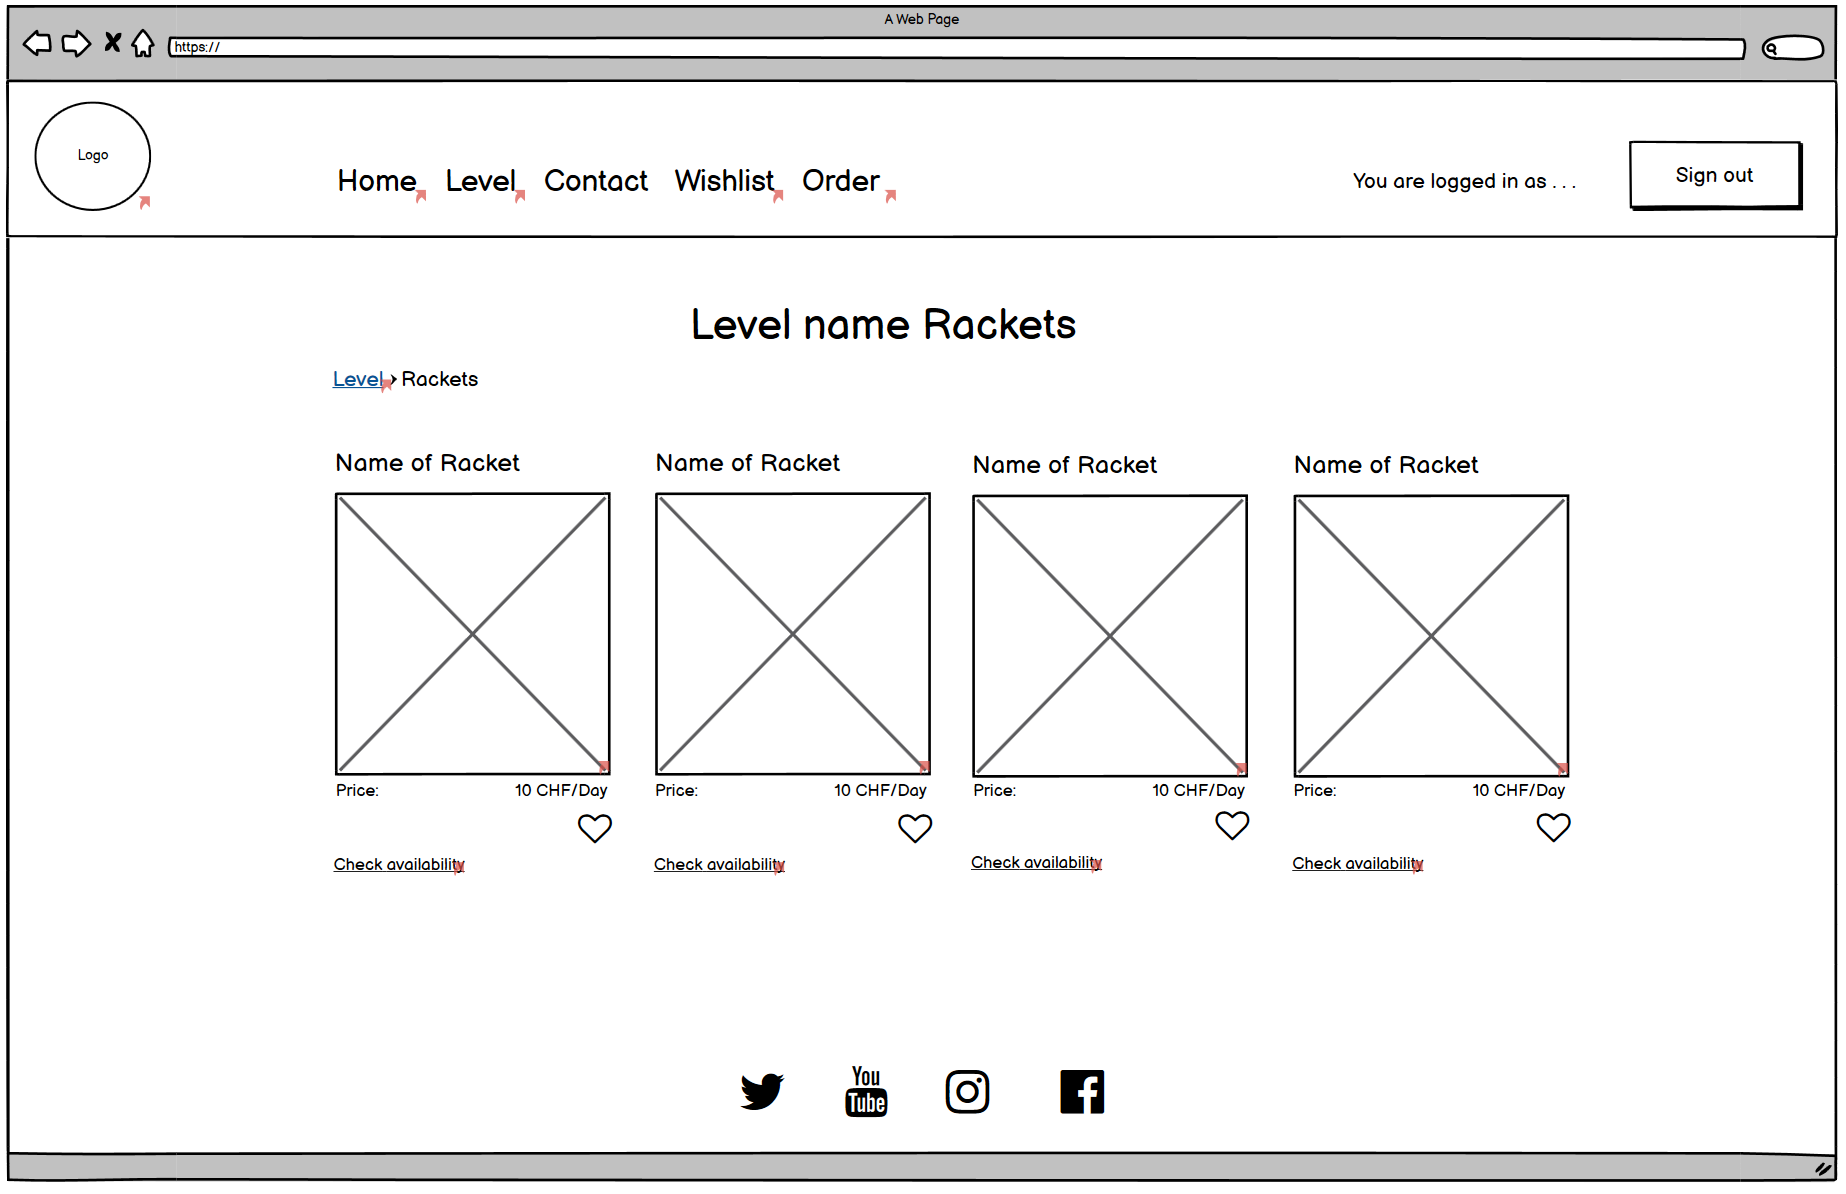 A Web Page
https://
Logo
Home Level Contact Wishlist Order
You are logged in as . . .
Sign out
Level name Rackets
Level › Rackets
Name of Racket Name of Racket Name of Racket Name of Racket
Price: 10 CHF/Day Price: 10 CHF/Day Price: 10 CHF/Day Price: 10 CHF/Day
Check availability Check availability Check availability Check availability
You
Tube